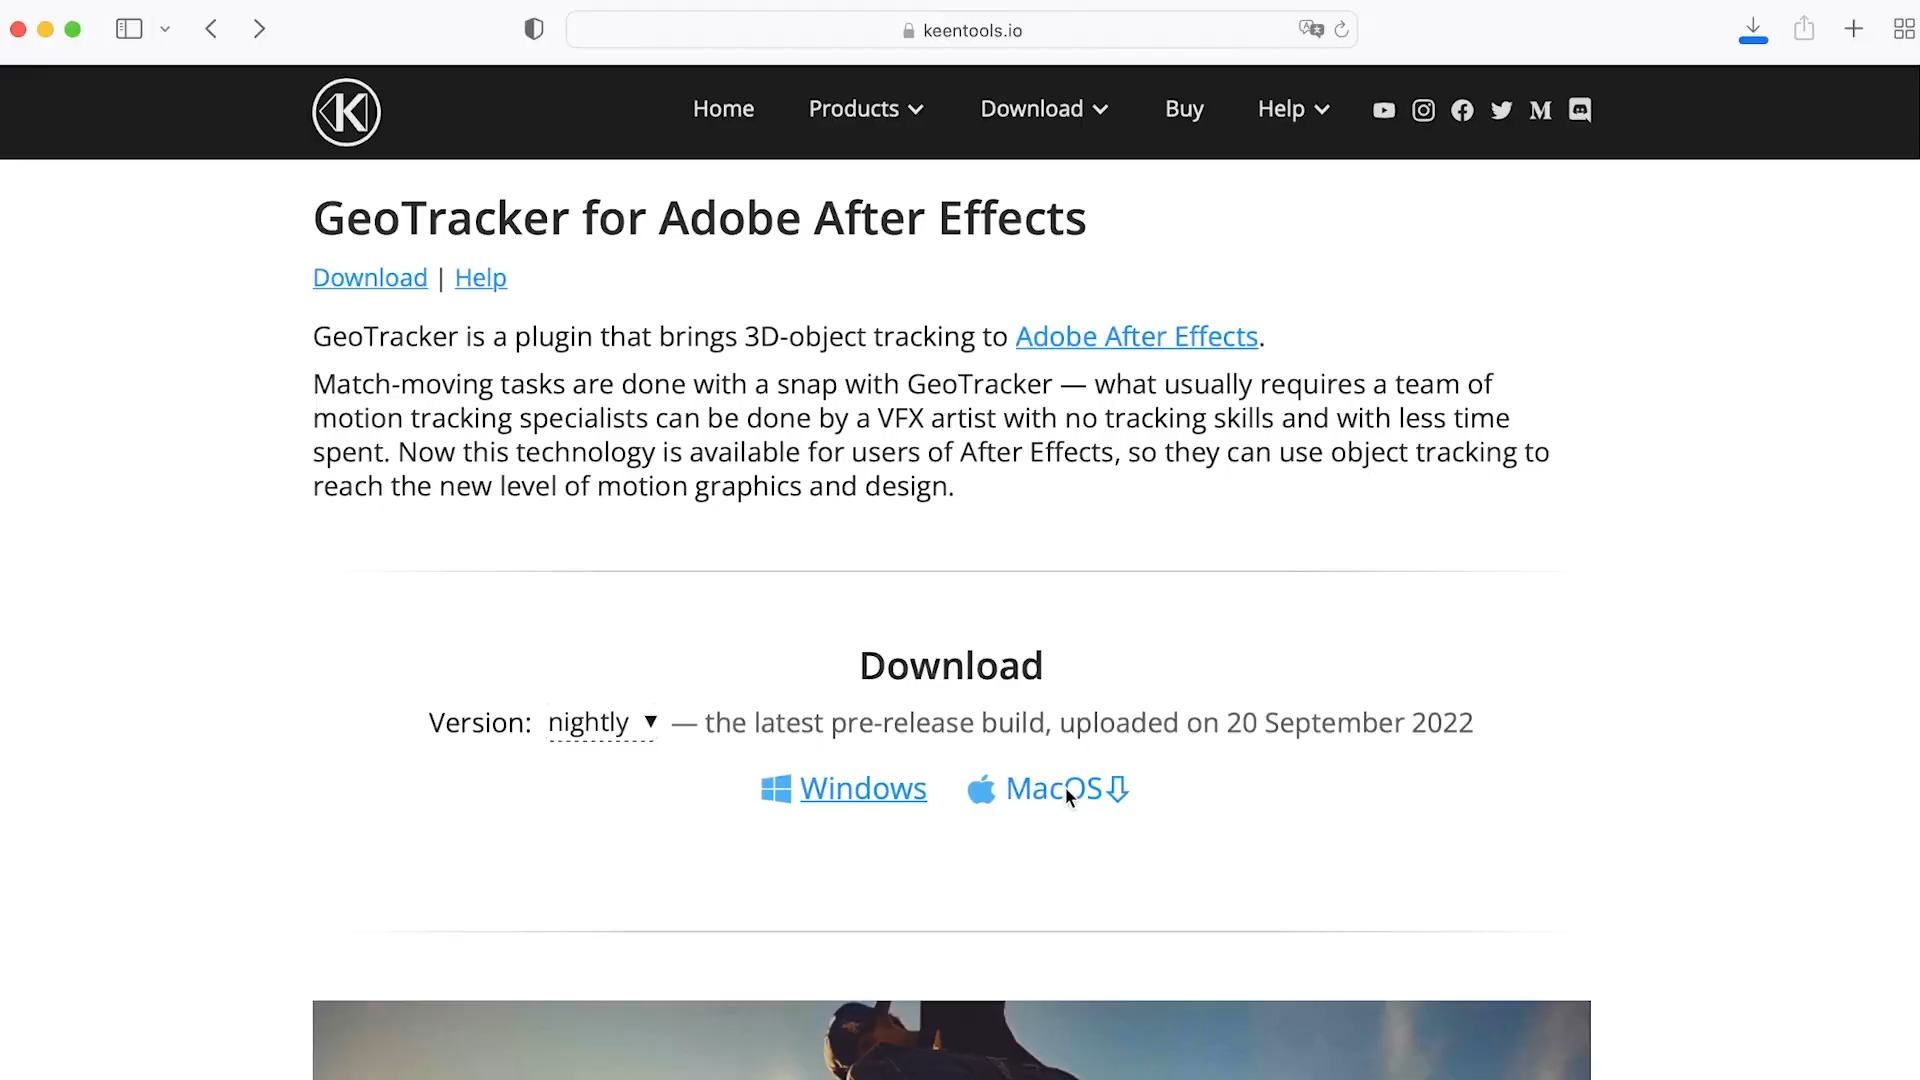 keentools.io
Home Products Download Buy Help
GeoTracker for Adobe After Effects
Download | Help
GeoTracker is a plugin that brings 3D-object tracking to Adobe After Effects.
Match-moving tasks are done with a snap with GeoTracker — what usually requires a team of
motion tracking specialists can be done by a VFX artist with no tracking skills and with less time
spent. Now this technology is available for users of After Effects, so they can use object tracking to
reach the new level of motion graphics and design.
Download
Version: nightly ▼ — the latest pre-release build, uploaded on 20 September 2022
Windows MacOS